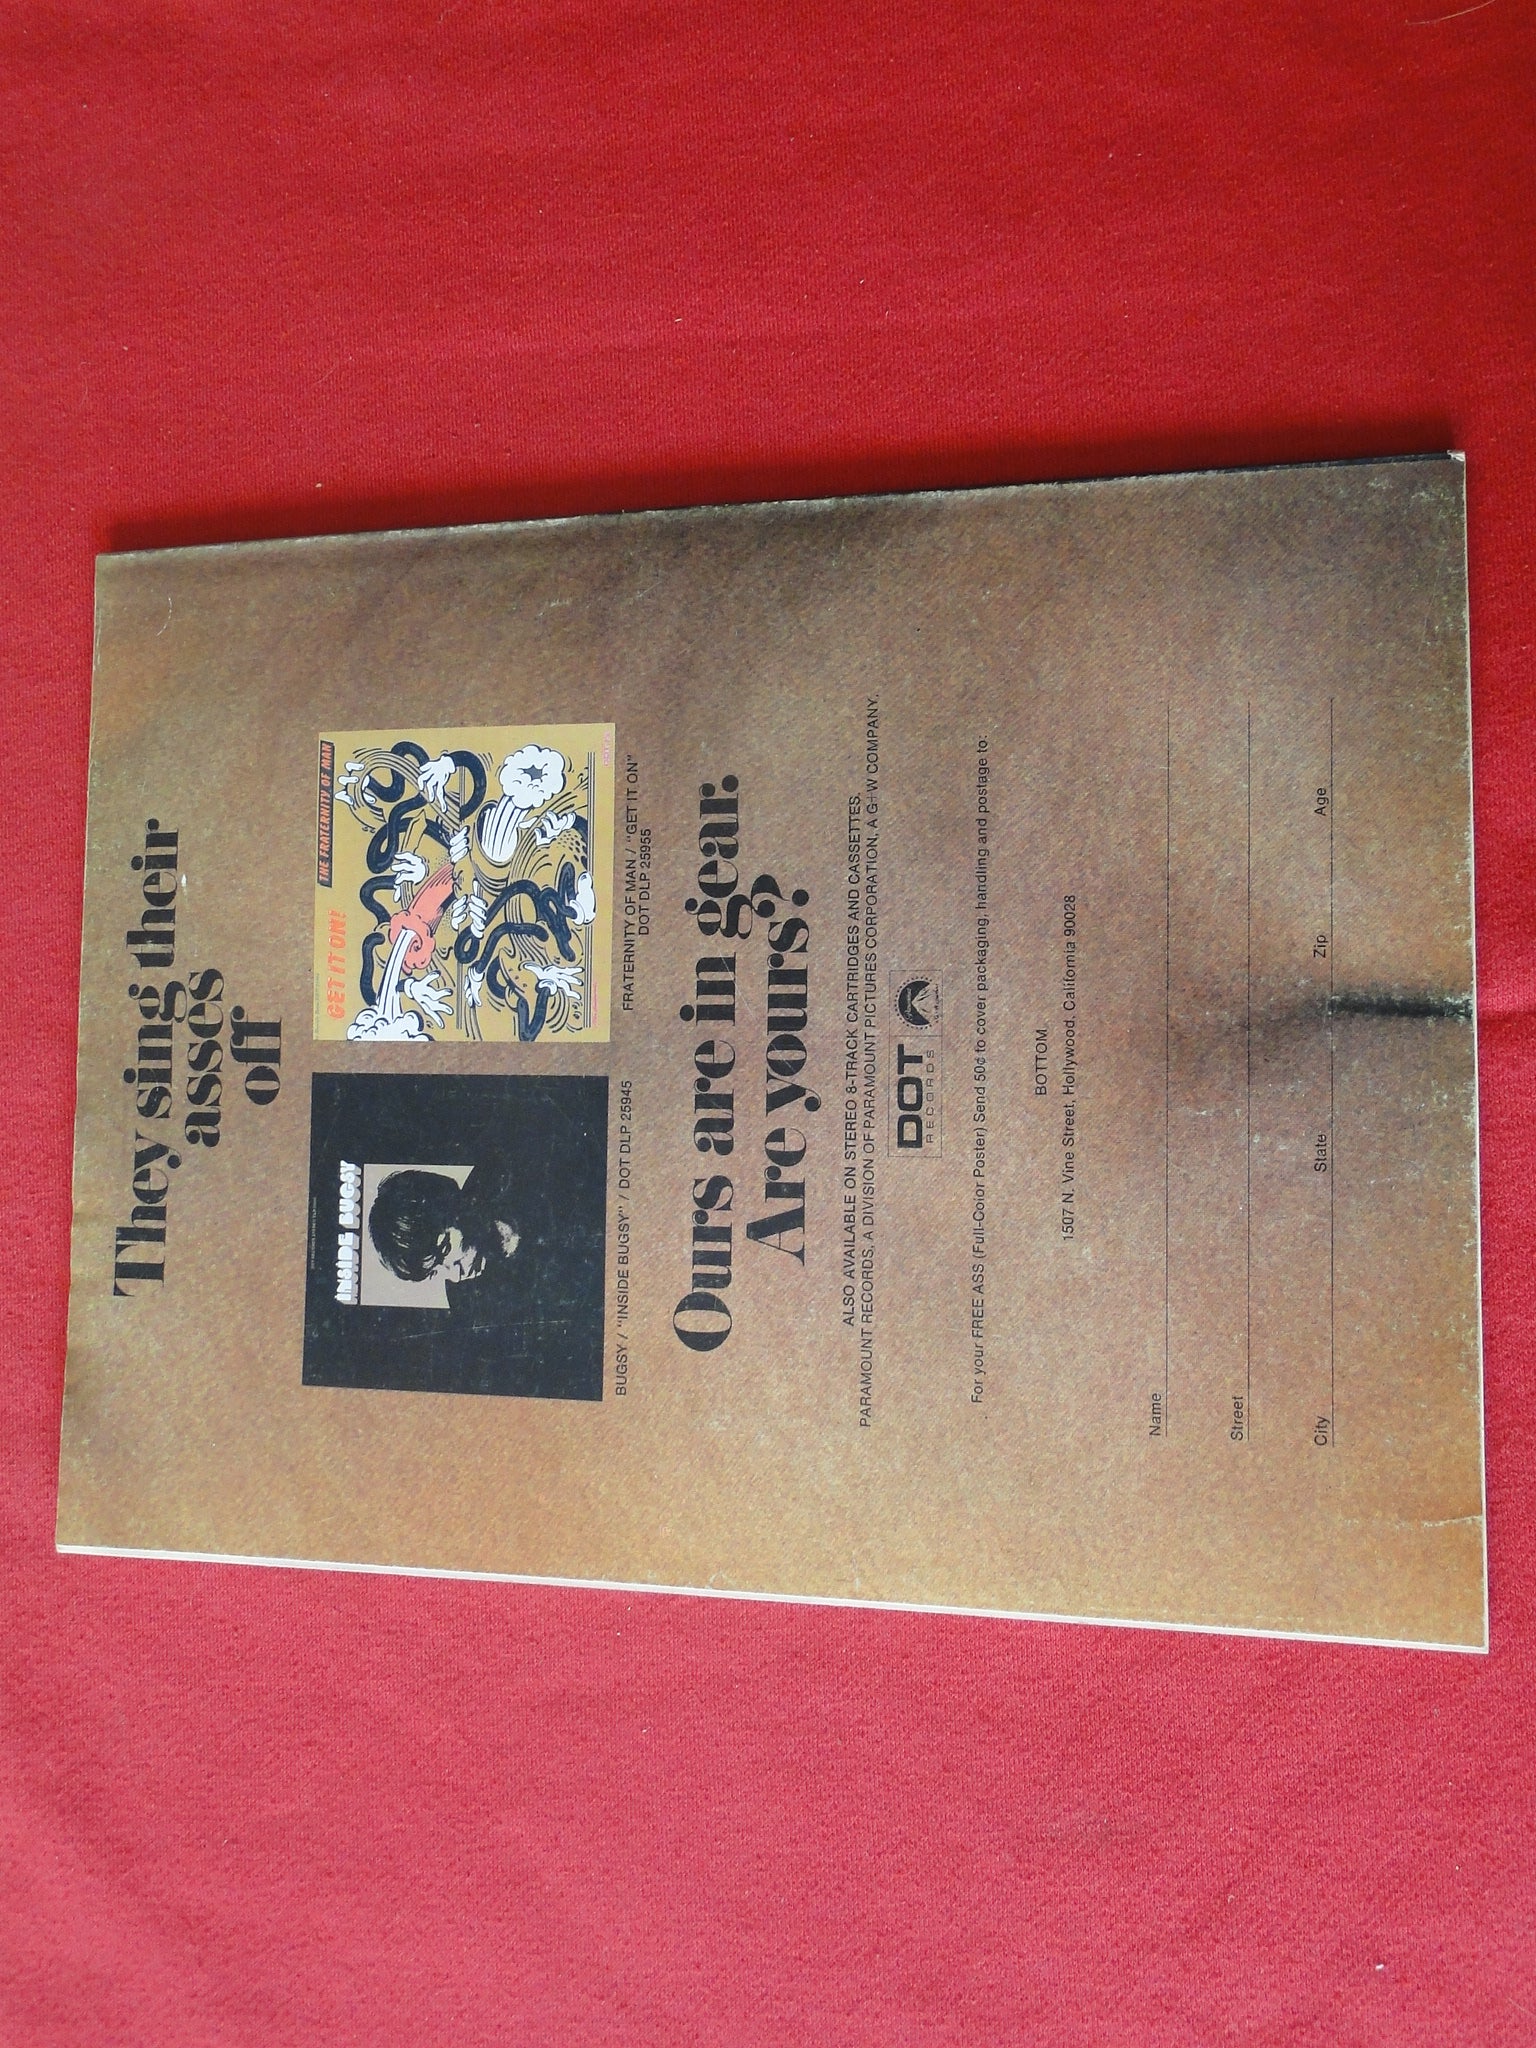 They sing their
asses
off
INSIDE BUGSY
GET IT ON!
THE FRATERNITY OF MAN
BUGSY / "INSIDE BUGSY" / DOT DLP 25945
FRATERNITY OF MAN / "GET IT ON"
DOT DLP 25955
Ours are in gear.
Are yours?
ALSO AVAILABLE ON STEREO 8-TRACK CARTRIDGES AND CASSETTES.
PARAMOUNT RECORDS, A DIVISION OF PARAMOUNT PICTURES CORPORATION, A G+W COMPANY.
DOT
RECORDS
For your FREE ASS (Full-Color Poster) Send 50¢ to cover packaging, handling and postage to:
BOTTOM
1507 N. Vine Street, Hollywood, California 90028
Name
Street
City State Zip Age